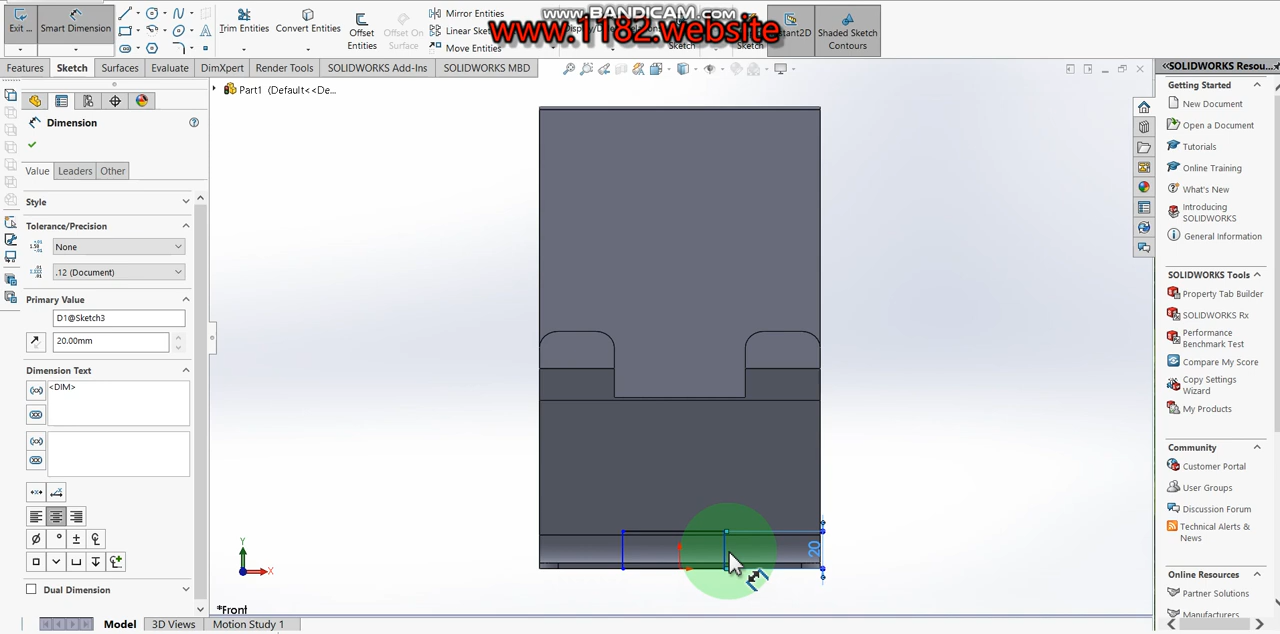 www.BANDICAM.com
www.1182.website
Exit ...
Smart Dimension
Trim Entities
Convert Entities
Offset Entities
Offset On Surface
Mirror Entities
Linear Sket
Move Entities
Sketch
Sketch
Instant2D
Shaded Sketch Contours
Features
Sketch
Surfaces
Evaluate
DimXpert
Render Tools
SOLIDWORKS Add-Ins
SOLIDWORKS MBD
Part1 (Default<<De...
Dimension
Value
Leaders
Other
Style
Tolerance/Precision
None
.12 (Document)
Primary Value
D1@Sketch3
20.00mm
Dimension Text
<DIM>
Dual Dimension
20
Y
X
*Front
Model
3D Views
Motion Study 1
SOLIDWORKS Resou...
Getting Started
New Document
Open a Document
Tutorials
Online Training
What's New
Introducing SOLIDWORKS
General Information
SOLIDWORKS Tools
Property Tab Builder
SOLIDWORKS Rx
Performance Benchmark Test
Compare My Score
Copy Settings Wizard
My Products
Community
Customer Portal
User Groups
Discussion Forum
Technical Alerts & News
Online Resources
Partner Solutions
Manufacturers